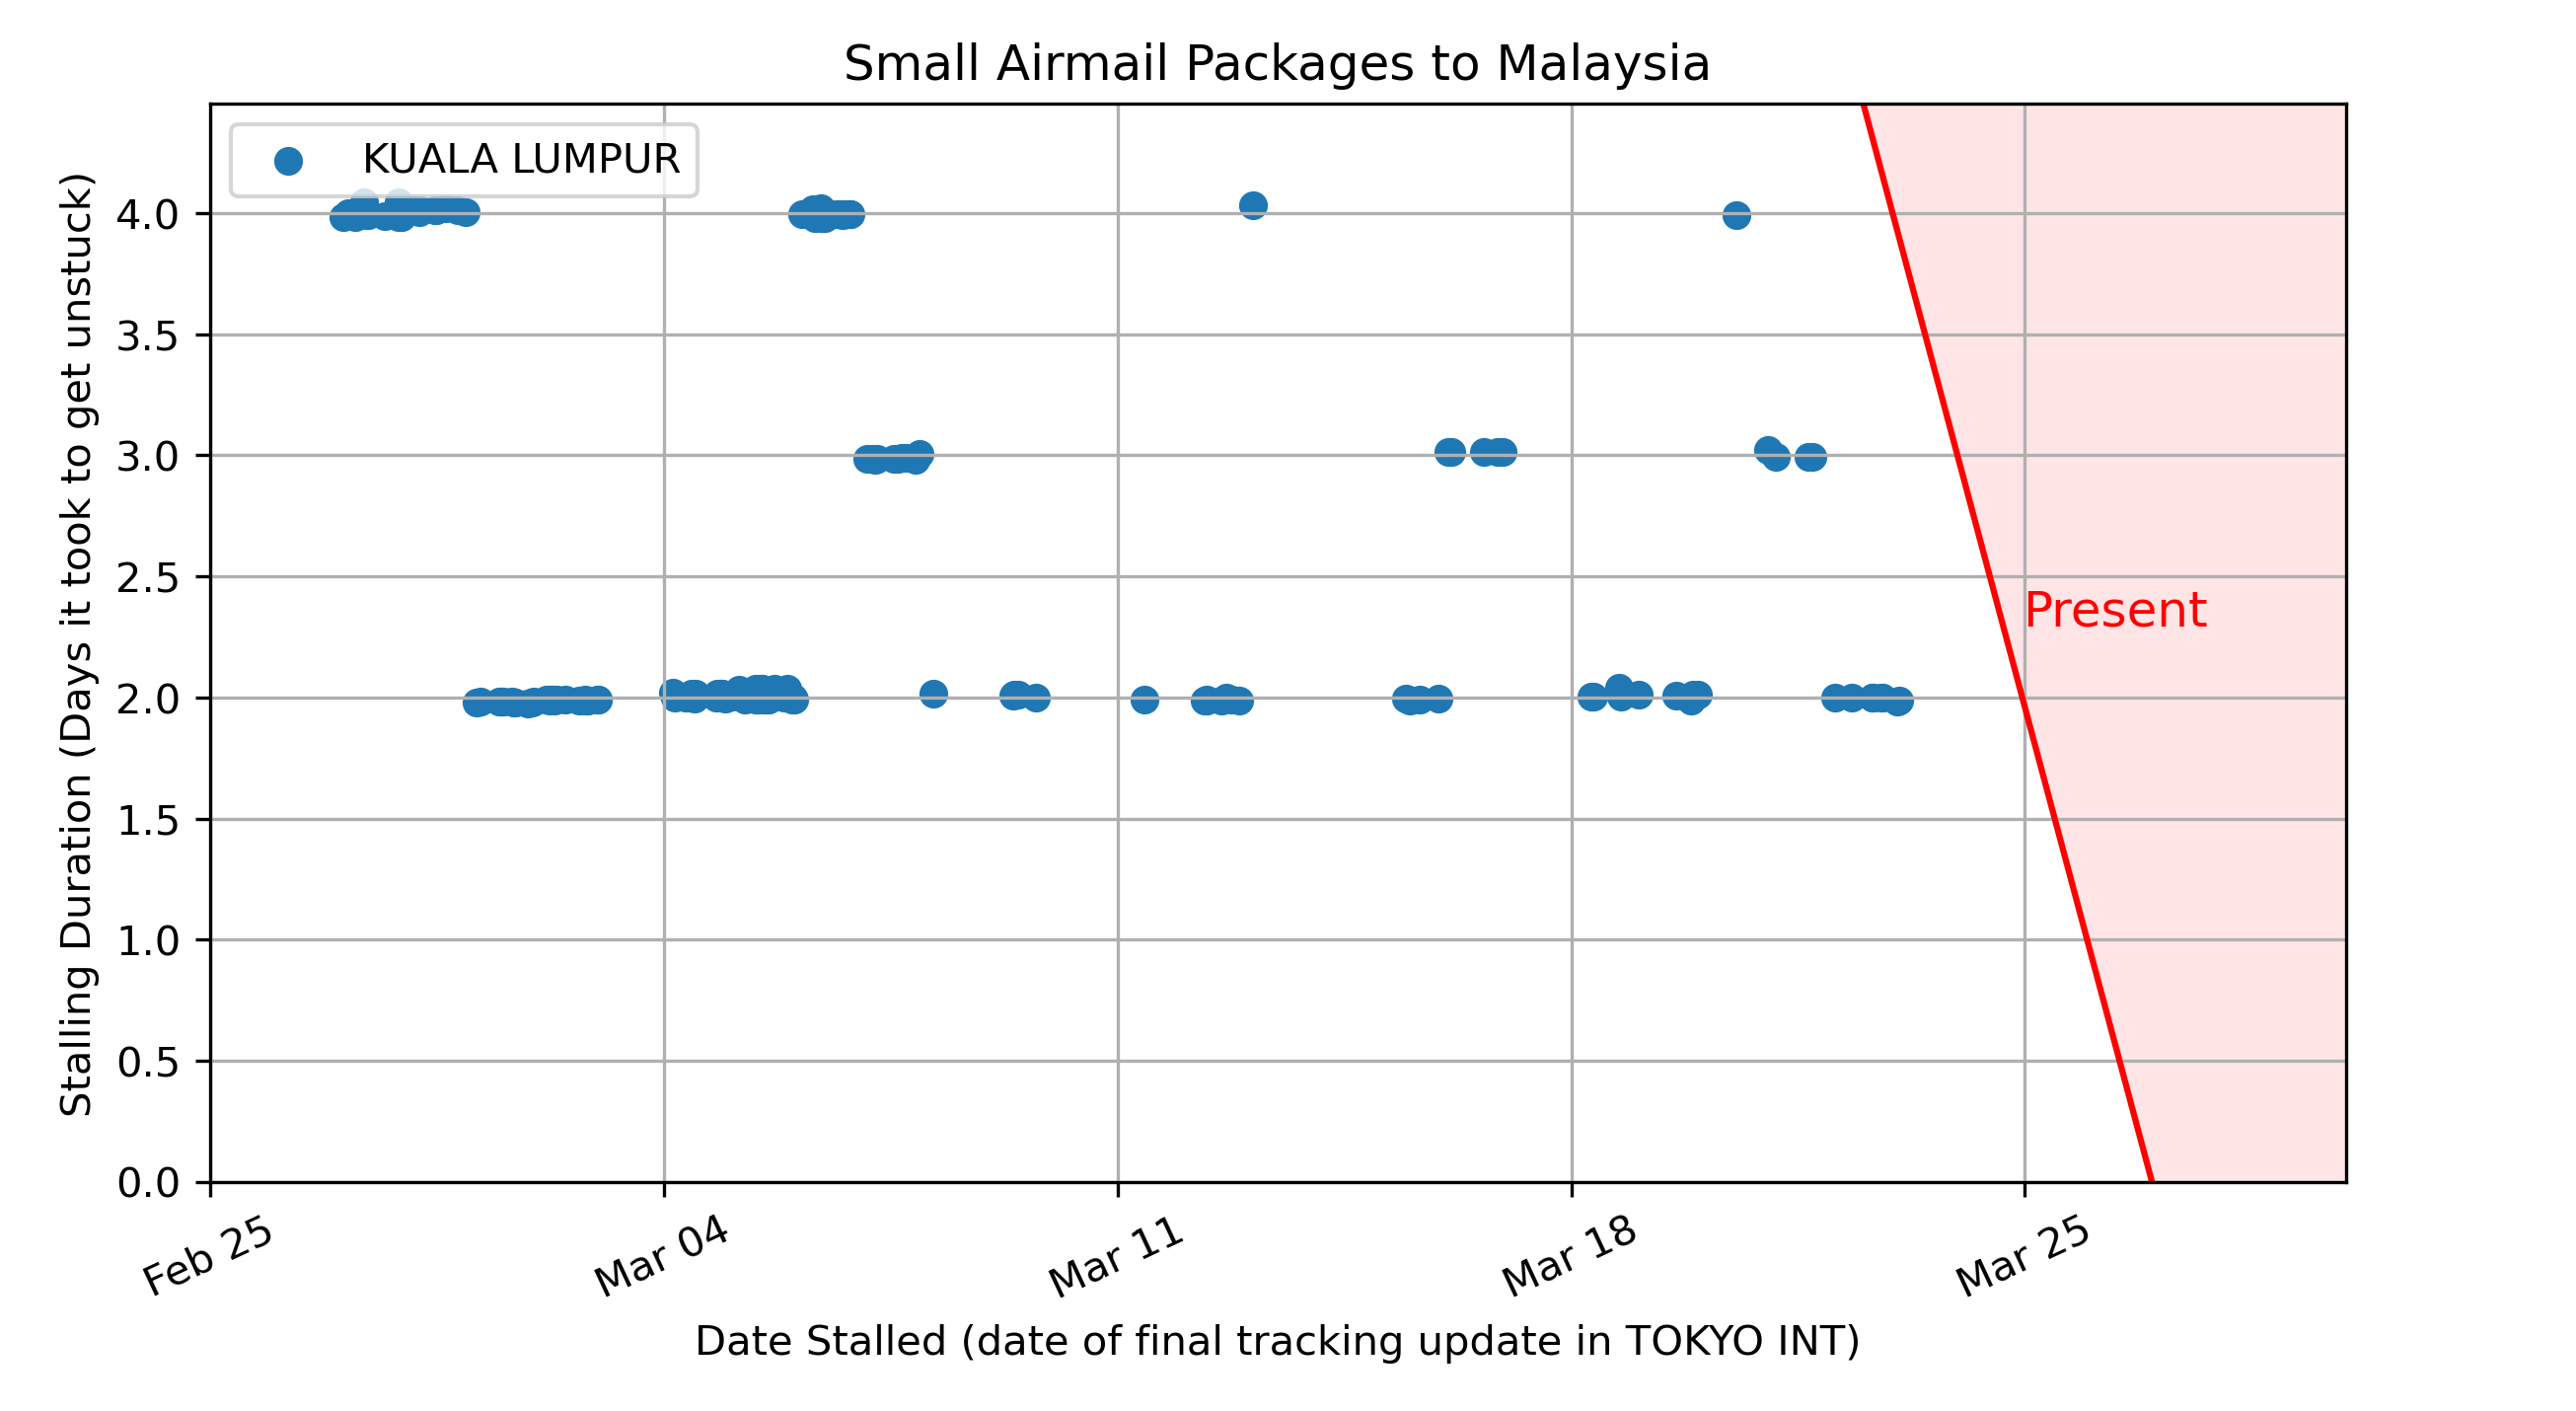 Small Airmail Packages to Malaysia
KUALA LUMPUR
Stalling Duration (Days it took to get unstuck)
4.0
3.5
3.0
2.5
2.0
1.5
1.0
0.5
0.0
Present
Feb 25
Mar 04
Mar 11
Mar 18
Mar 25
Date Stalled (date of final tracking update in TOKYO INT)